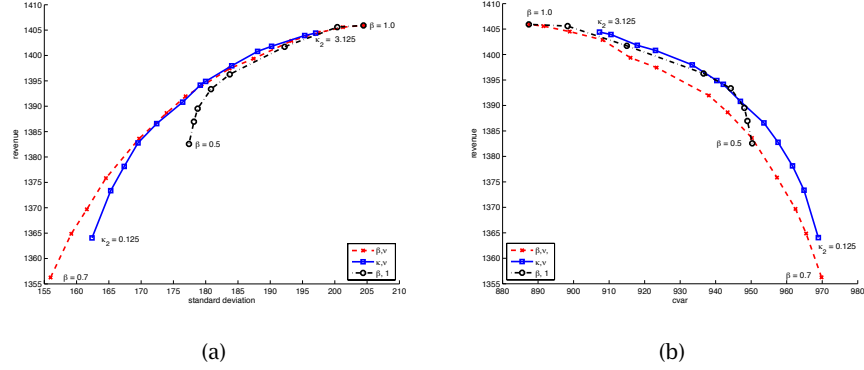 1410
1405
1400
1395
1390
1385
1380
1375
1370
1365
1360
1355
revenue
155 160 165 170 175 180 185 190 195 200 205 210
standard deviation
β = 1.0
κ2 = 3.125
β = 0.5
κ2 = 0.125
β = 0.7
β,ν
κ,ν
β, 1
(a)
1410
1405
1400
1395
1390
1385
1380
1375
1370
1365
1360
1355
revenue
880 890 900 910 920 930 940 950 960 970 980
cvar
β = 1.0
κ2 = 3.125
β = 0.5
κ2 = 0.125
β = 0.7
β,ν,
κ,ν
β, 1
(b)